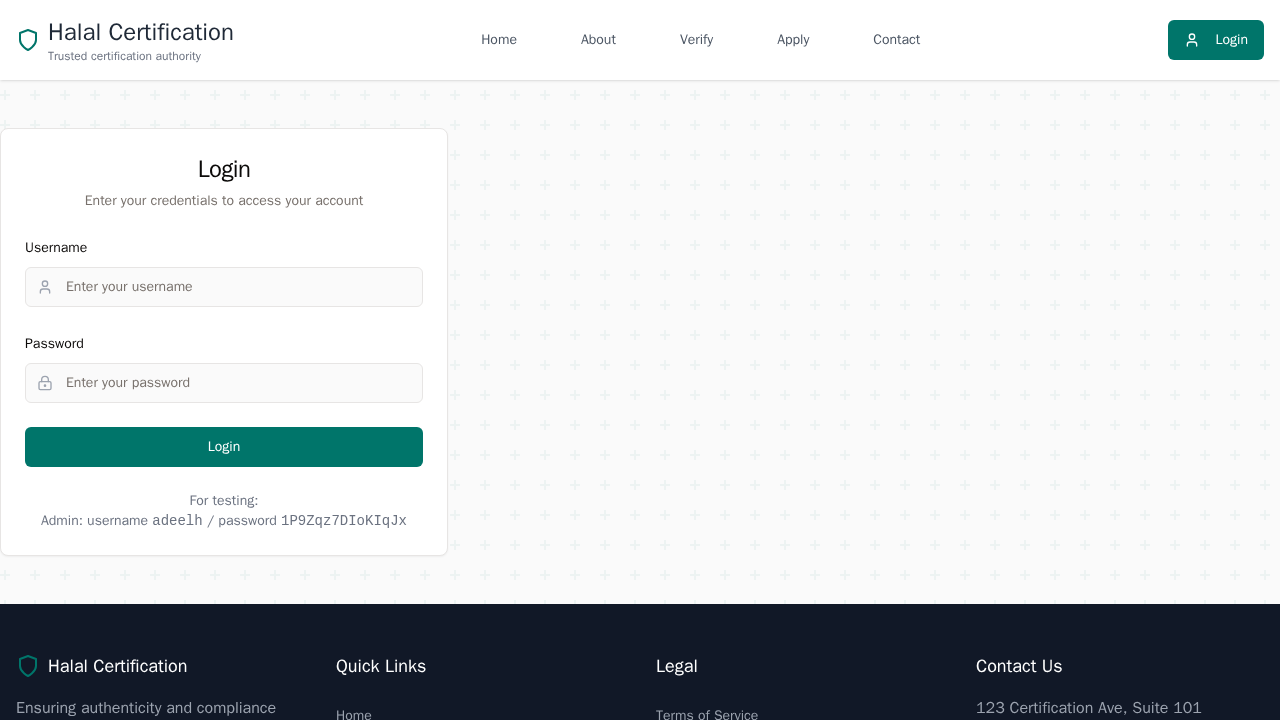 Halal Certification
Trusted certification authority
Home
About
Verify
Apply
Contact
Login
Login
Enter your credentials to access your account
Username
Enter your username
Password
Enter your password
Login
For testing:
Admin: username adeelh / password 1P9Zqz7DIoKIqJx
Halal Certification
Ensuring authenticity and compliance
Quick Links
Home
Legal
Terms of Service
Contact Us
123 Certification Ave, Suite 101